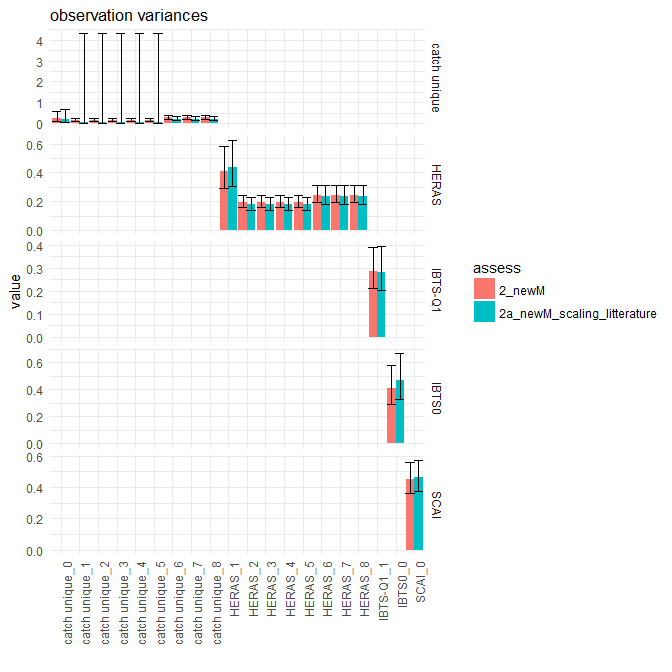 observation variances
value
4
3
2
1
0
catch unique
0.6
0.4
0.2
0.0
HERAS
0.4
0.3
0.2
0.1
0.0
IBTS-Q1
0.6
0.4
0.2
0.0
IBTS0
0.6
0.4
0.2
0.0
SCAI
catch unique_0
catch unique_1
catch unique_2
catch unique_3
catch unique_4
catch unique_5
catch unique_6
catch unique_7
catch unique_8
HERAS_1
HERAS_2
HERAS_3
HERAS_4
HERAS_5
HERAS_6
HERAS_7
HERAS_8
IBTS-Q1_1
IBTS0_0
SCAI_0
assess
2_newM
2a_newM_scaling_litterature